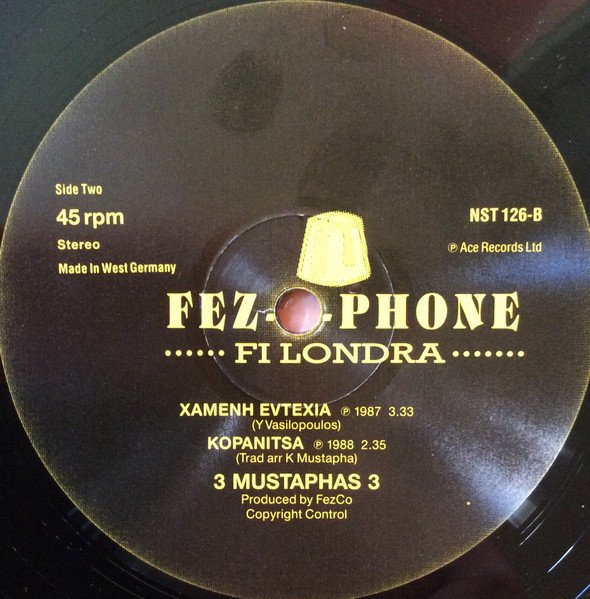 Side Two
45 rpm
Stereo
Made In West Germany
NST 126-B
℗ Ace Records Ltd
FEZ-O-PHONE
······ FI LONDRA ·······
XAMENH EVTEXIA ℗ 1987 3.33
(Y Vasilopoulos)
KOPANITSA ℗ 1988 2.35
(Trad arr K Mustapha)
3 MUSTAPHAS 3
Produced by FezCo
Copyright Control